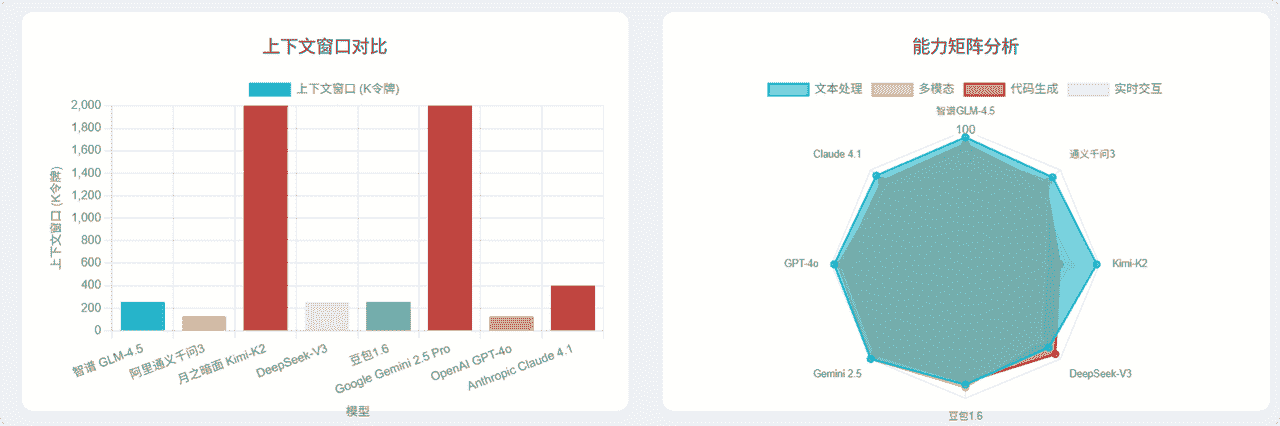 上下文窗口对比
上下文窗口 (K令牌)
2,000
1,800
1,600
1,400
1,200
1,000
800
600
400
200
0
上下文窗口 (K令牌)
智谱 GLM-4.5
阿里通义千问3
月之暗面 Kimi-K2
DeepSeek-V3
豆包1.6
Google Gemini 2.5 Pro
OpenAI GPT-4o
Anthropic Claude 4.1
模型
能力矩阵分析
文本处理 多模态 代码生成 实时交互
智谱GLM-4.5
100
Claude 4.1
通义千问3
GPT-4o
Kimi-K2
Gemini 2.5
DeepSeek-V3
豆包1.6